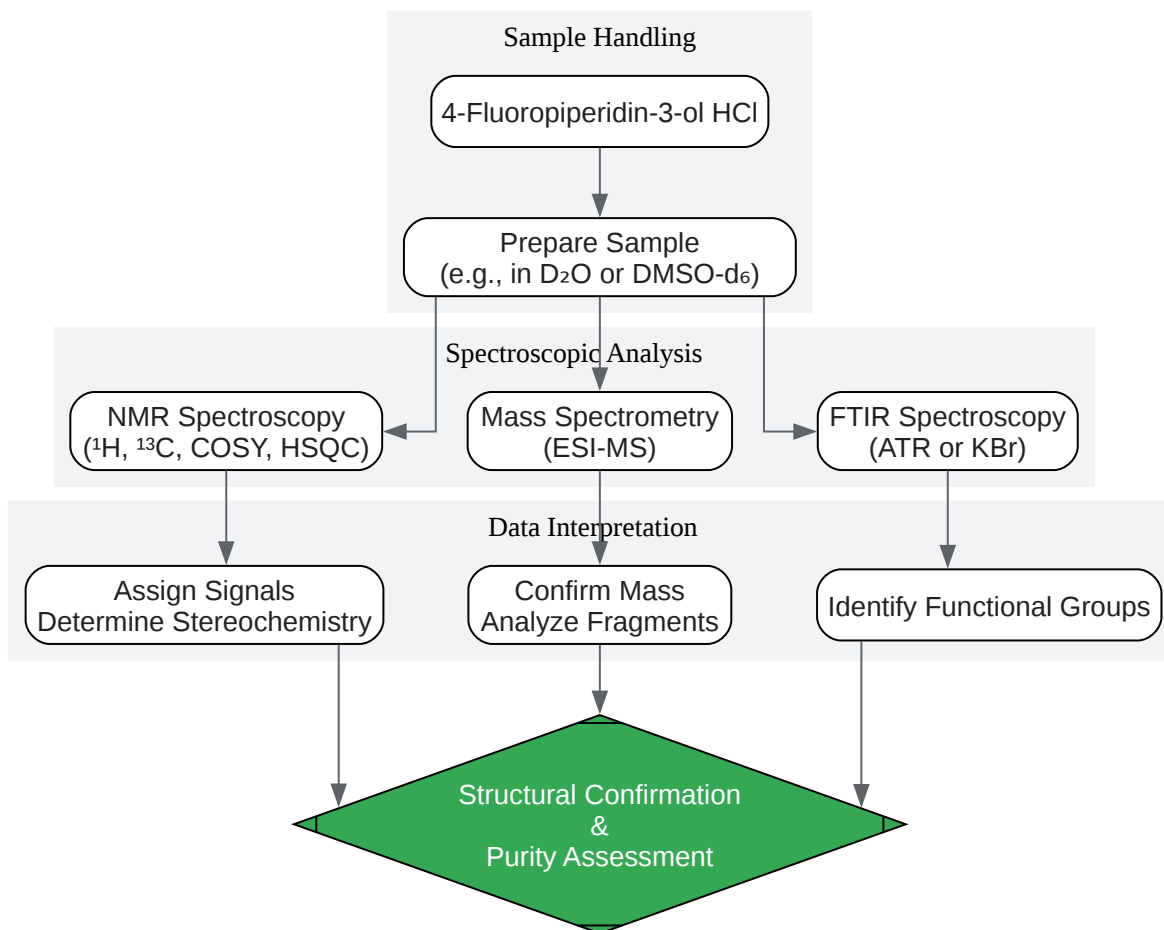 Sample Handling
4-Fluoropiperidin-3-ol HCl
Prepare Sample
(e.g., in D₂O or DMSO-d₆)
Spectroscopic Analysis
NMR Spectroscopy
(¹H, ¹³C, COSY, HSQC)
Mass Spectrometry
(ESI-MS)
FTIR Spectroscopy
(ATR or KBr)
Data Interpretation
Assign Signals
Determine Stereochemistry
Confirm Mass
Analyze Fragments
Identify Functional Groups
Structural Confirmation
&
Purity Assessment